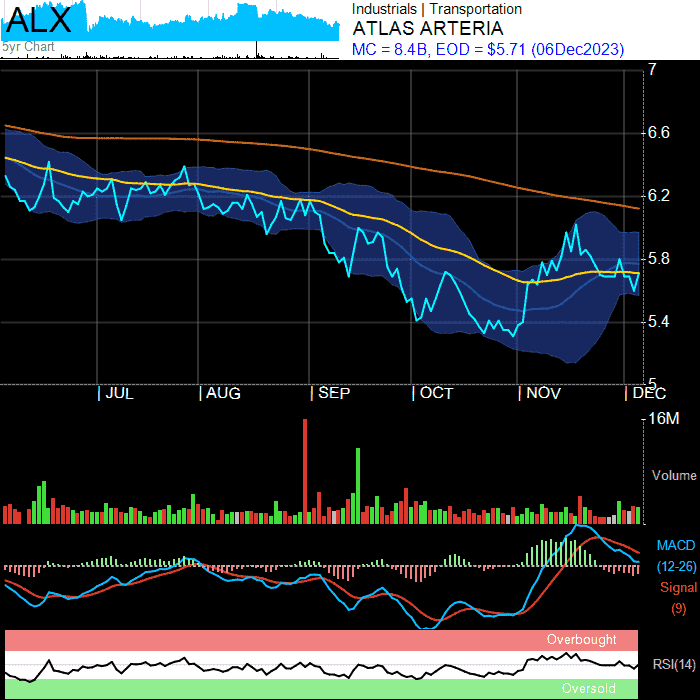 ALX
5yr Chart
Industrials | Transportation
ATLAS ARTERIA
MC = 8.4B, EOD = $5.71 (06Dec2023)
7
6.6
6.2
5.8
5.4
5
| JUL | AUG | SEP | OCT | NOV | DEC
16M
Volume
MACD
(12-26)
Signal
(9)
Overbought
RSI(14)
Oversold